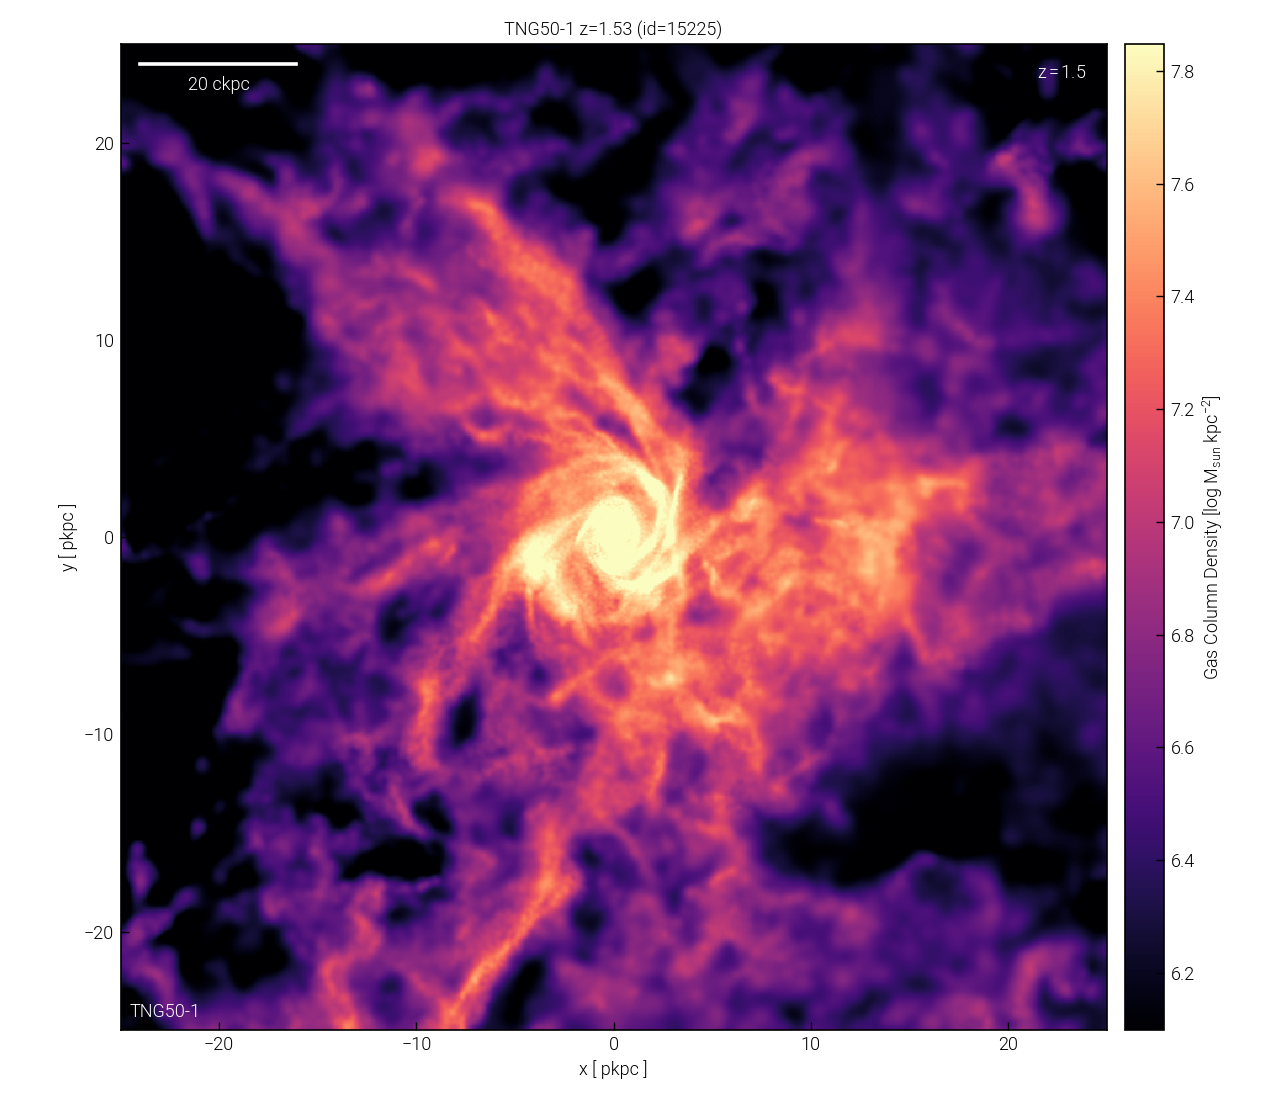 TNG50-1 z=1.53 (id=15225)
20 ckpc
z = 1.5
TNG50-1
20
10
0
−10
−20
y [ pkpc ]
−20
−10
0
10
20
x [ pkpc ]
7.8
7.6
7.4
7.2
7.0
6.8
6.6
6.4
6.2
Gas Column Density [log M_sun kpc^−2]